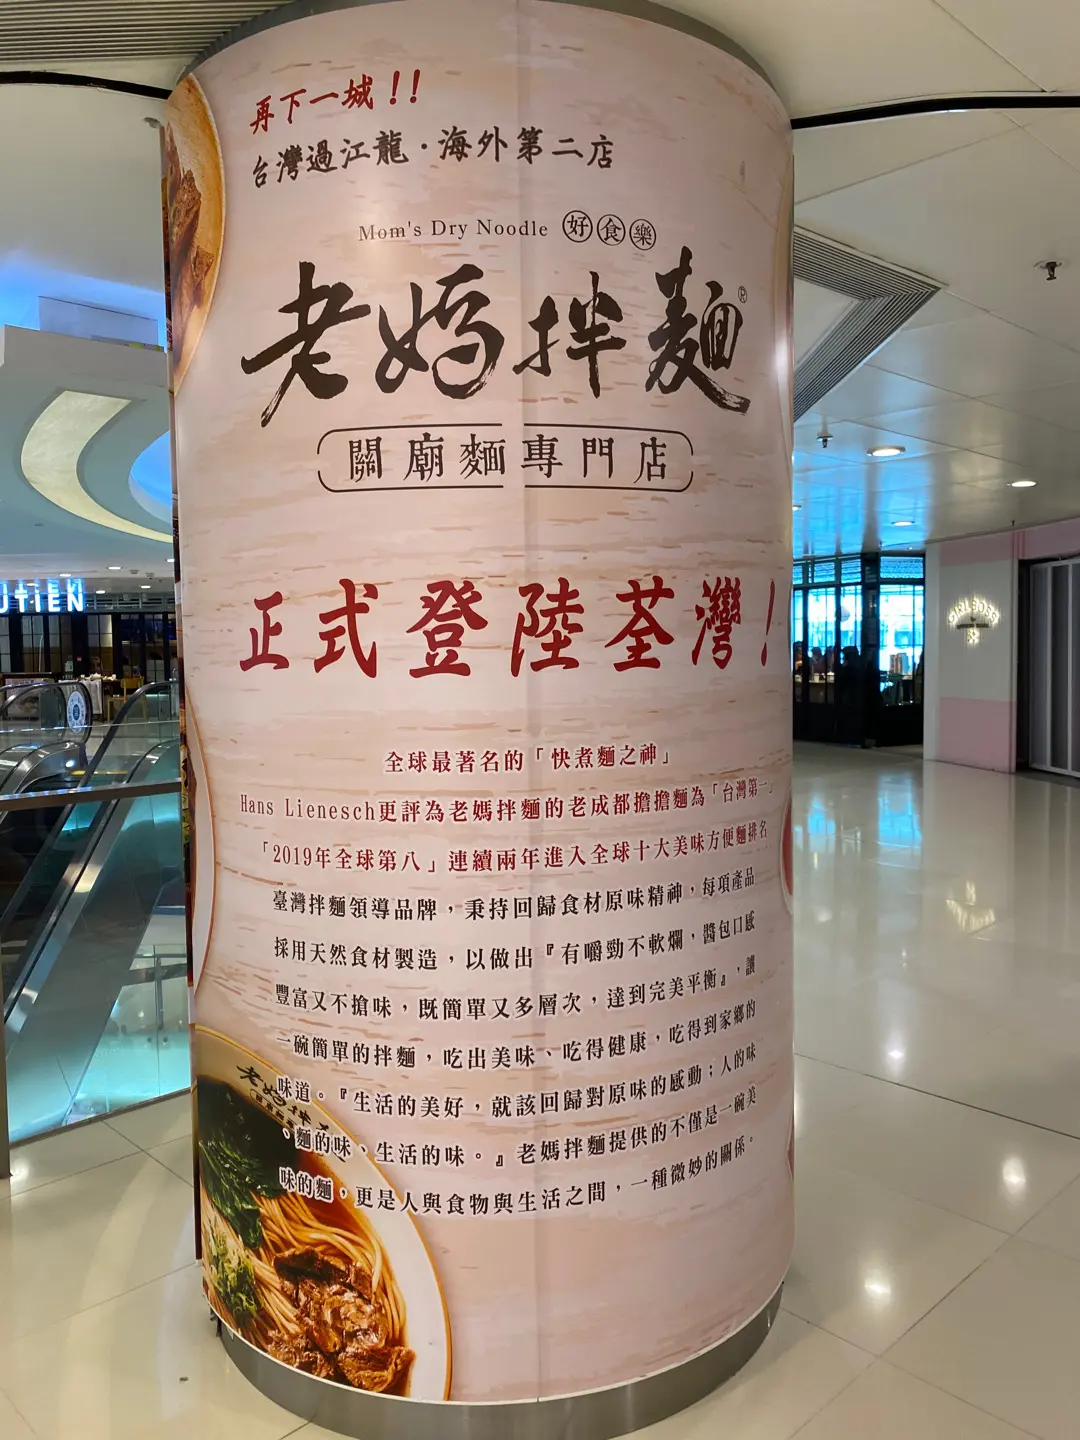 再下一城！！
台灣過江龍·海外第二店
Mom's Dry Noodle 好食樂
老媽拌麵®
關廟麵專門店
正式登陸荃灣！
全球最著名的「快煮麵之神」
Hans Lienesch更評為老媽拌麵的老成都擔擔麵為「台灣第一」
「2019年全球第八」連續兩年進入全球十大美味方便麵排名
臺灣拌麵領導品牌，秉持回歸食材原味精神，每項產品
採用天然食材製造，以做出『有嚼勁不軟爛，醬包口感
豐富又不搶味，既簡單又多層次，達到完美平衡』，讓
一碗簡單的拌麵，吃出美味、吃得健康，吃得到家鄉的
味道。『生活的美好，就該回歸對原味的感動；人的味
、麵的味、生活的味。』老媽拌麵提供的不僅是一碗美
味的麵，更是人與食物與生活之間，一種微妙的關係。
老媽拌
UTIEN